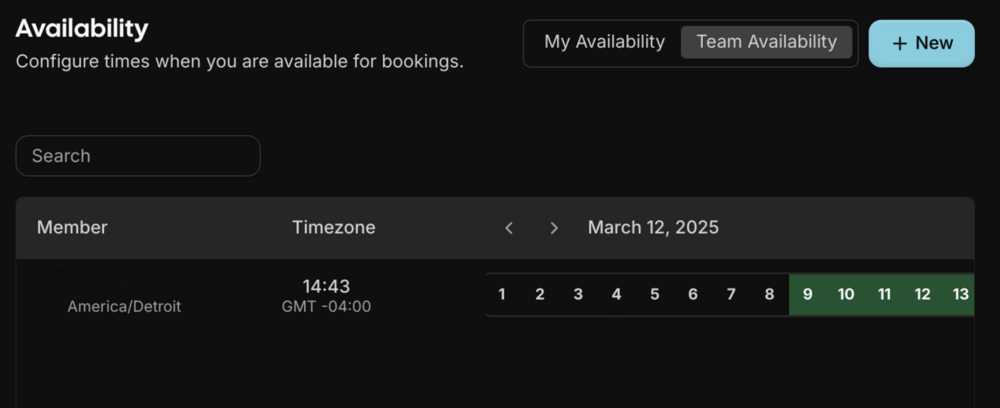 Availability
Configure times when you are available for bookings.
My Availability
Team Availability
+ New
Search
Member
Timezone
< > March 12, 2025
14:43
America/Detroit
GMT -04:00
1 2 3 4 5 6 7 8 9 10 11 12 13